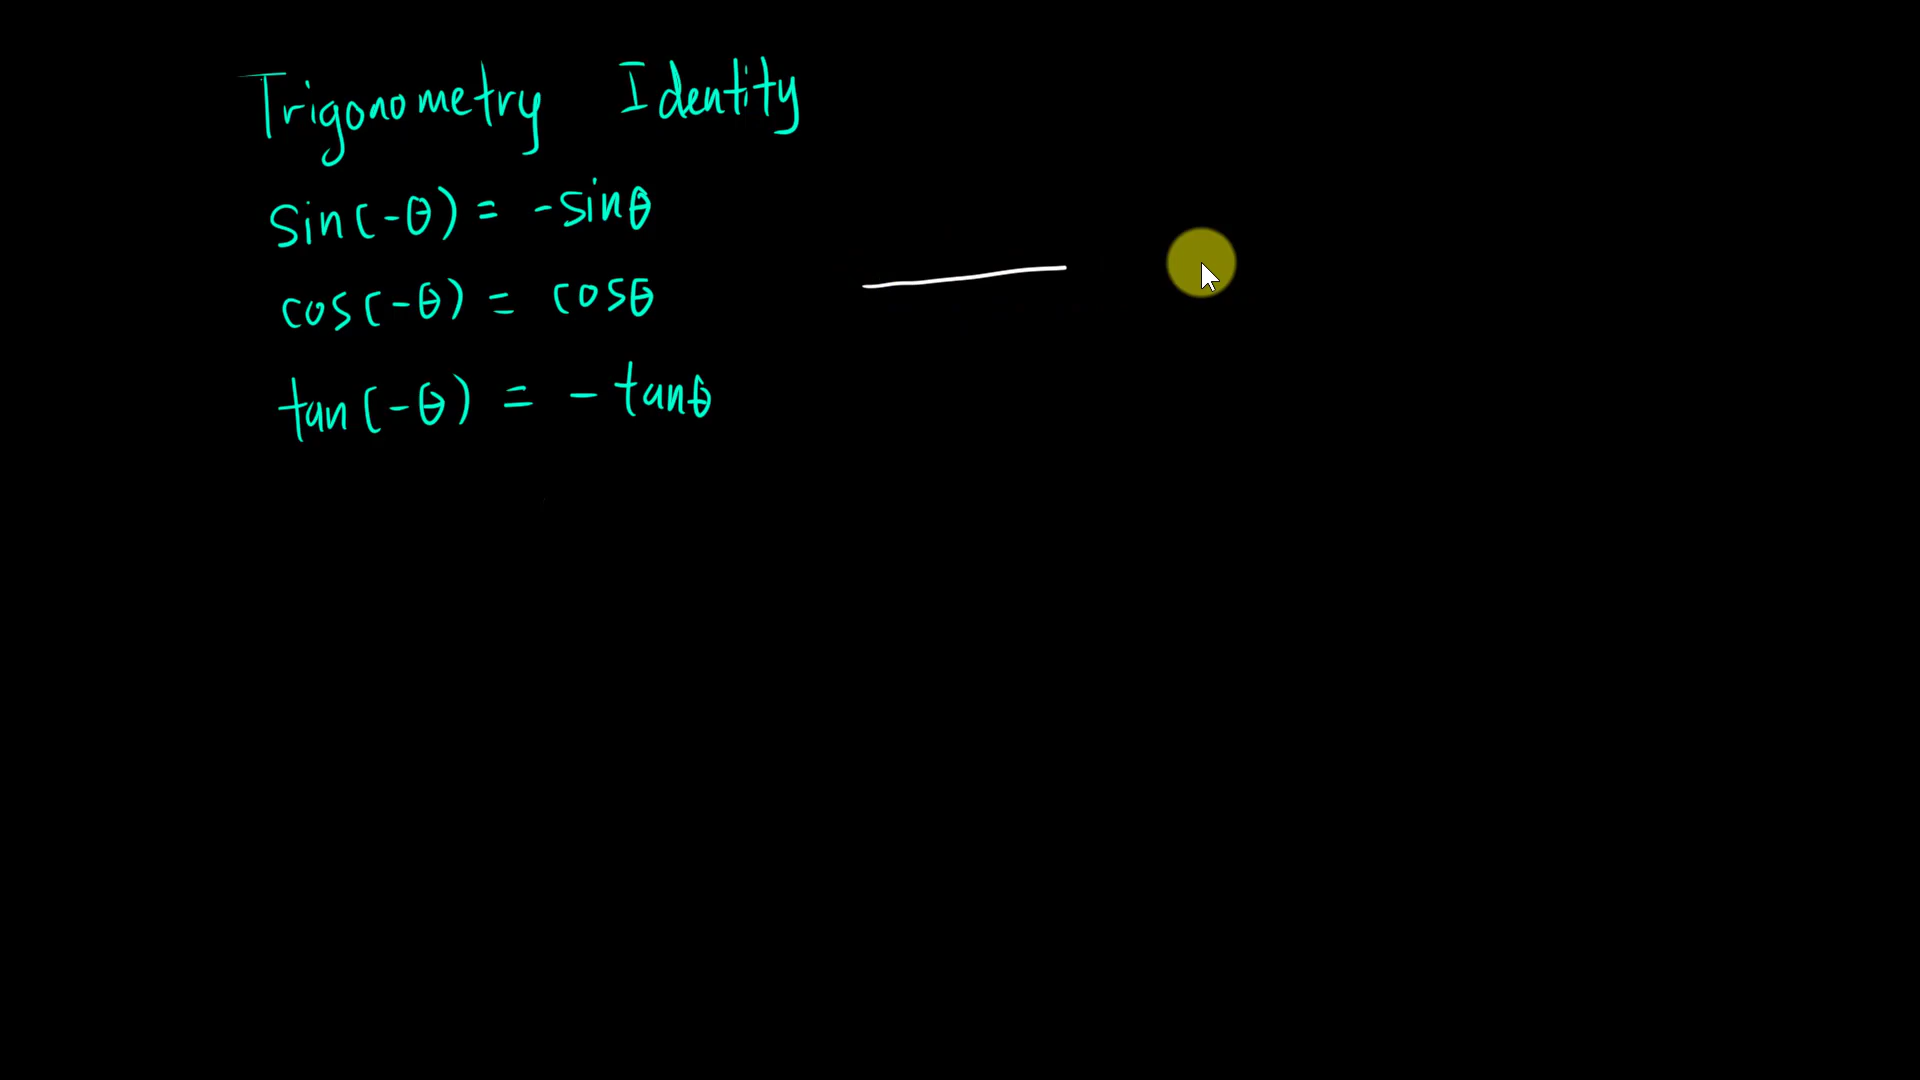 Trigonometry Identity
sin(-θ) = -sinθ
cos(-θ) = cosθ
tan(-θ) = - tanθ